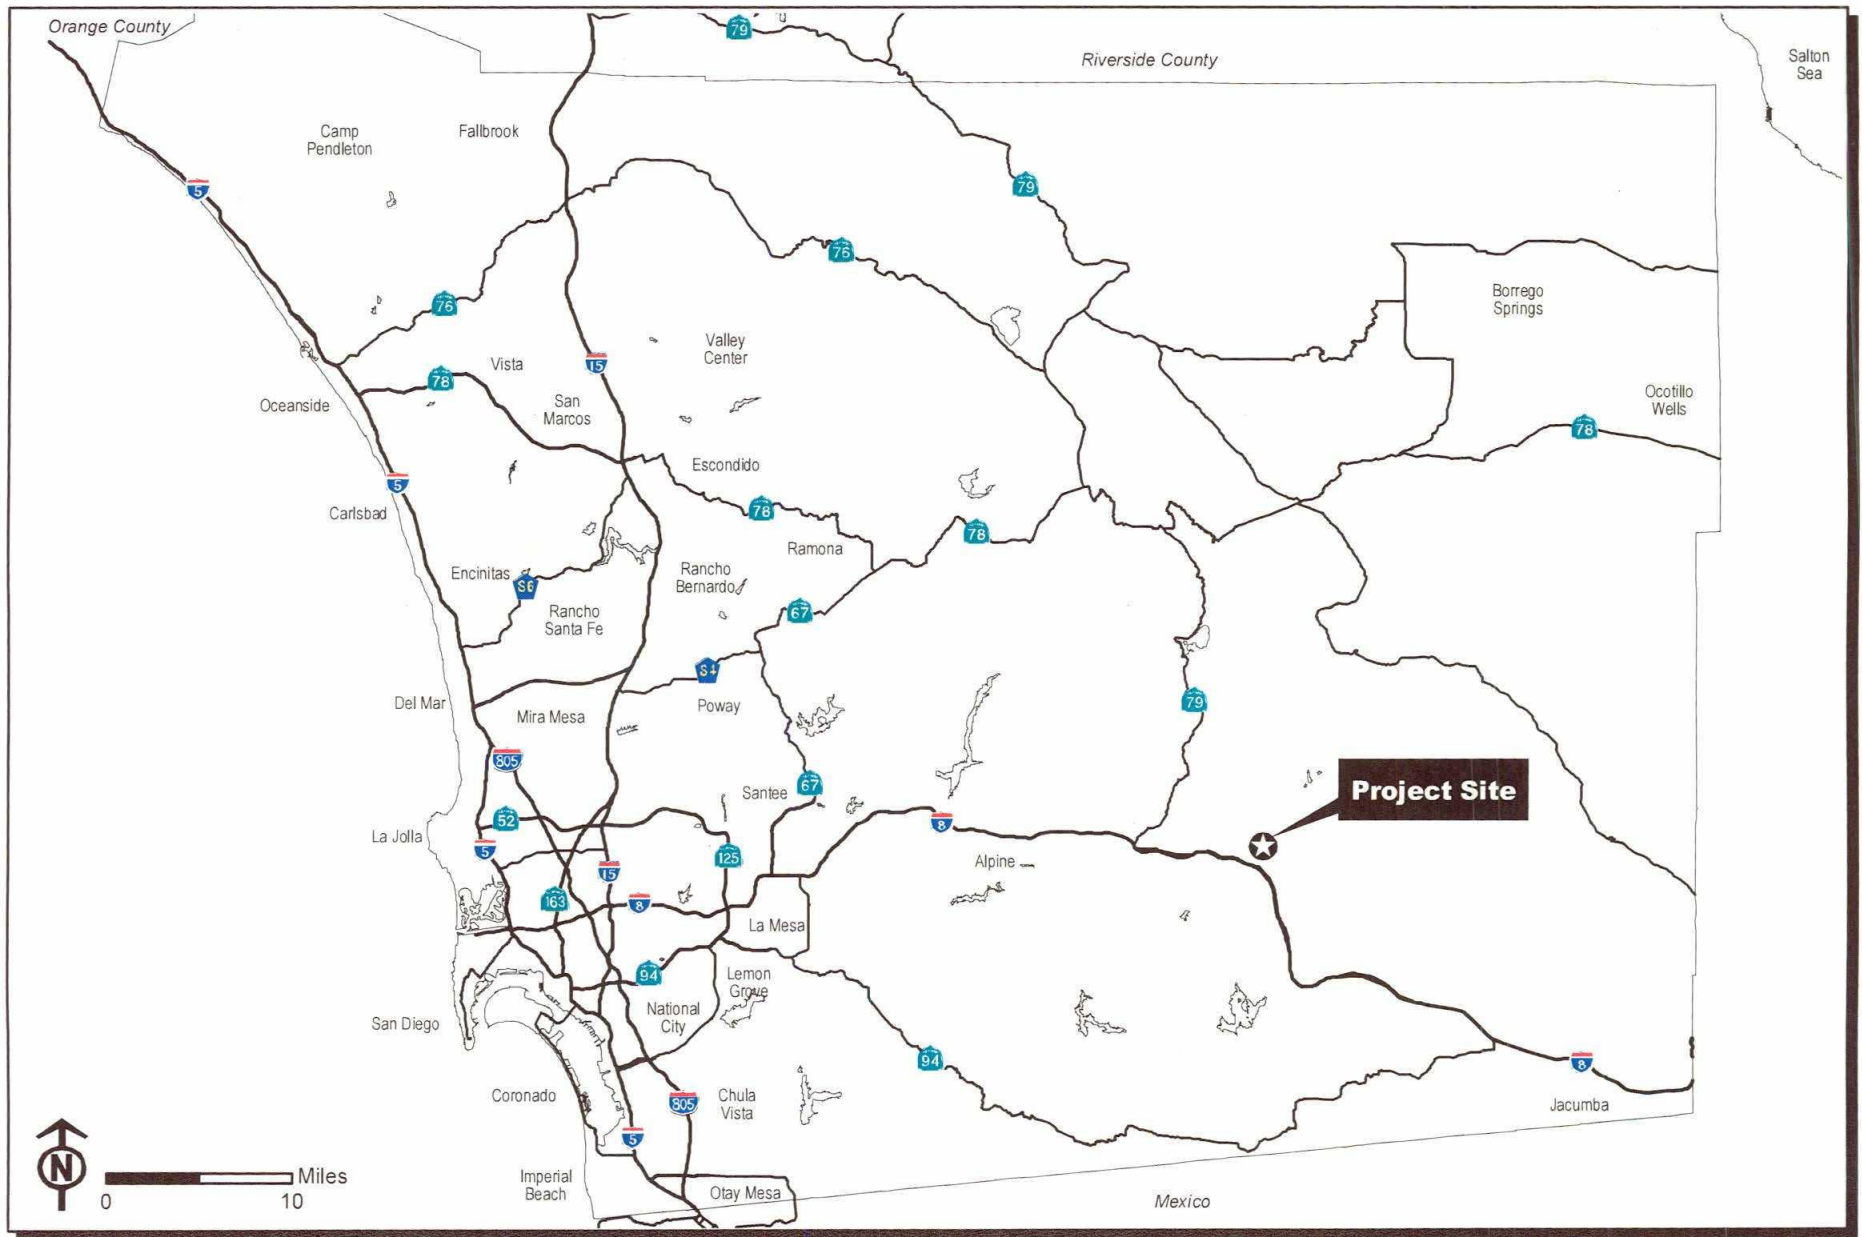 Orange County
79
Riverside County
Salton
Sea
Camp
Pendleton
Fallbrook
5
79
76
76
Borrego
Springs
Valley
Center
15
Vista
78
San
Marcos
Oceanside
Ocotillo
Wells
78
Escondido
5
Carlsbad
78
78
Ramona
Encinitas
S6
Rancho
Bernardo
Rancho
Santa Fe
67
S4
Del Mar
Mira Mesa
Poway
79
805
Santee
67
Project Site
52
La Jolla
5
8
125
Alpine
15
163
8
La Mesa
94
Lemon
Grove
National
City
San Diego
94
8
Coronado
805
Chula
Vista
Jacumba
5
N
Miles
0
10
Imperial
Beach
Otay Mesa
Mexico